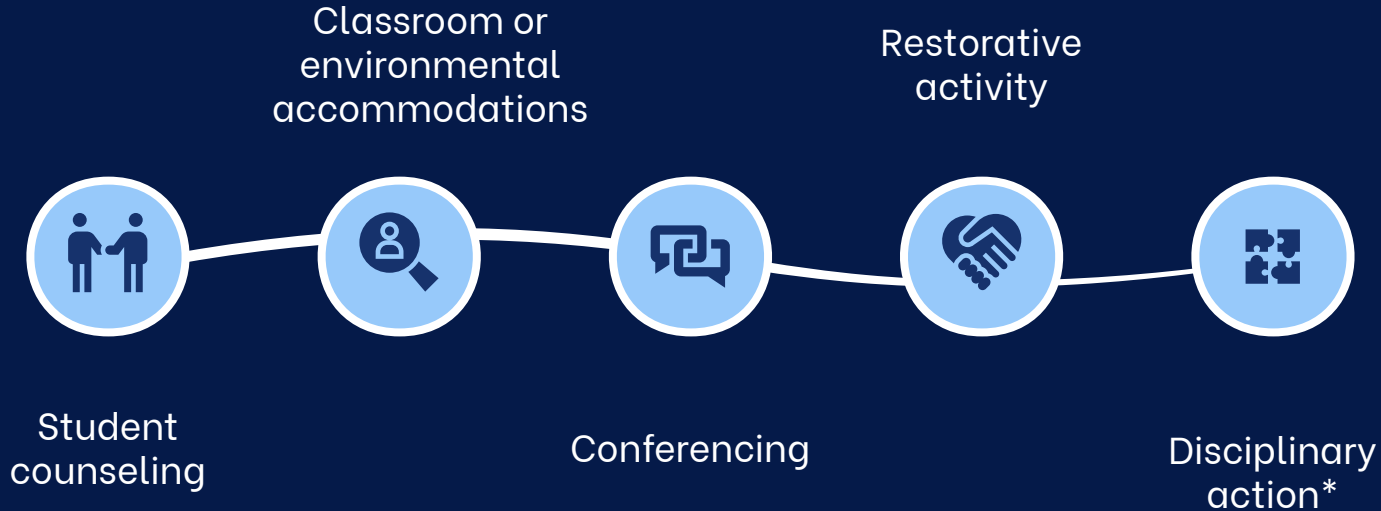 Classroom or
environmental
accommodations
Restorative
activity
Student
counseling
Conferencing
Disciplinary
action*